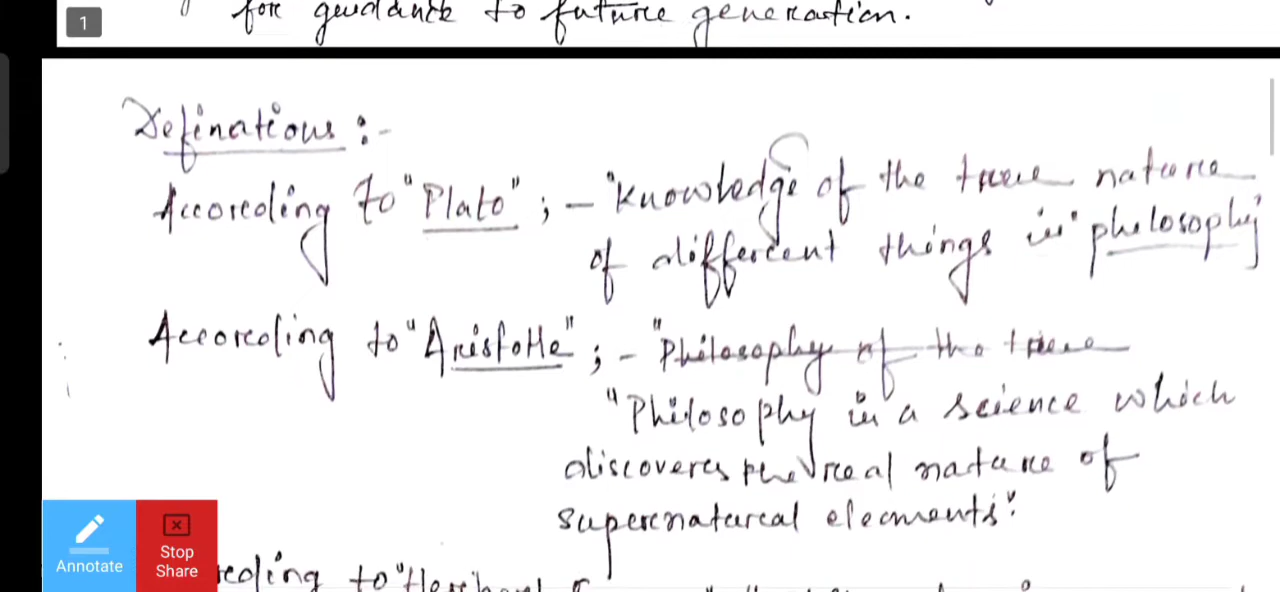 1
for guidance to future generation.
Definations :-
According to "Plato" ; - "Knowledge of the true nature
of different things is" philosophy
According to "Aristotle" ; - "Philosophy of the true
"Philosophy is a science which
discovers the real nature of
supernatural elements".
Annotate
Stop
Share
to "